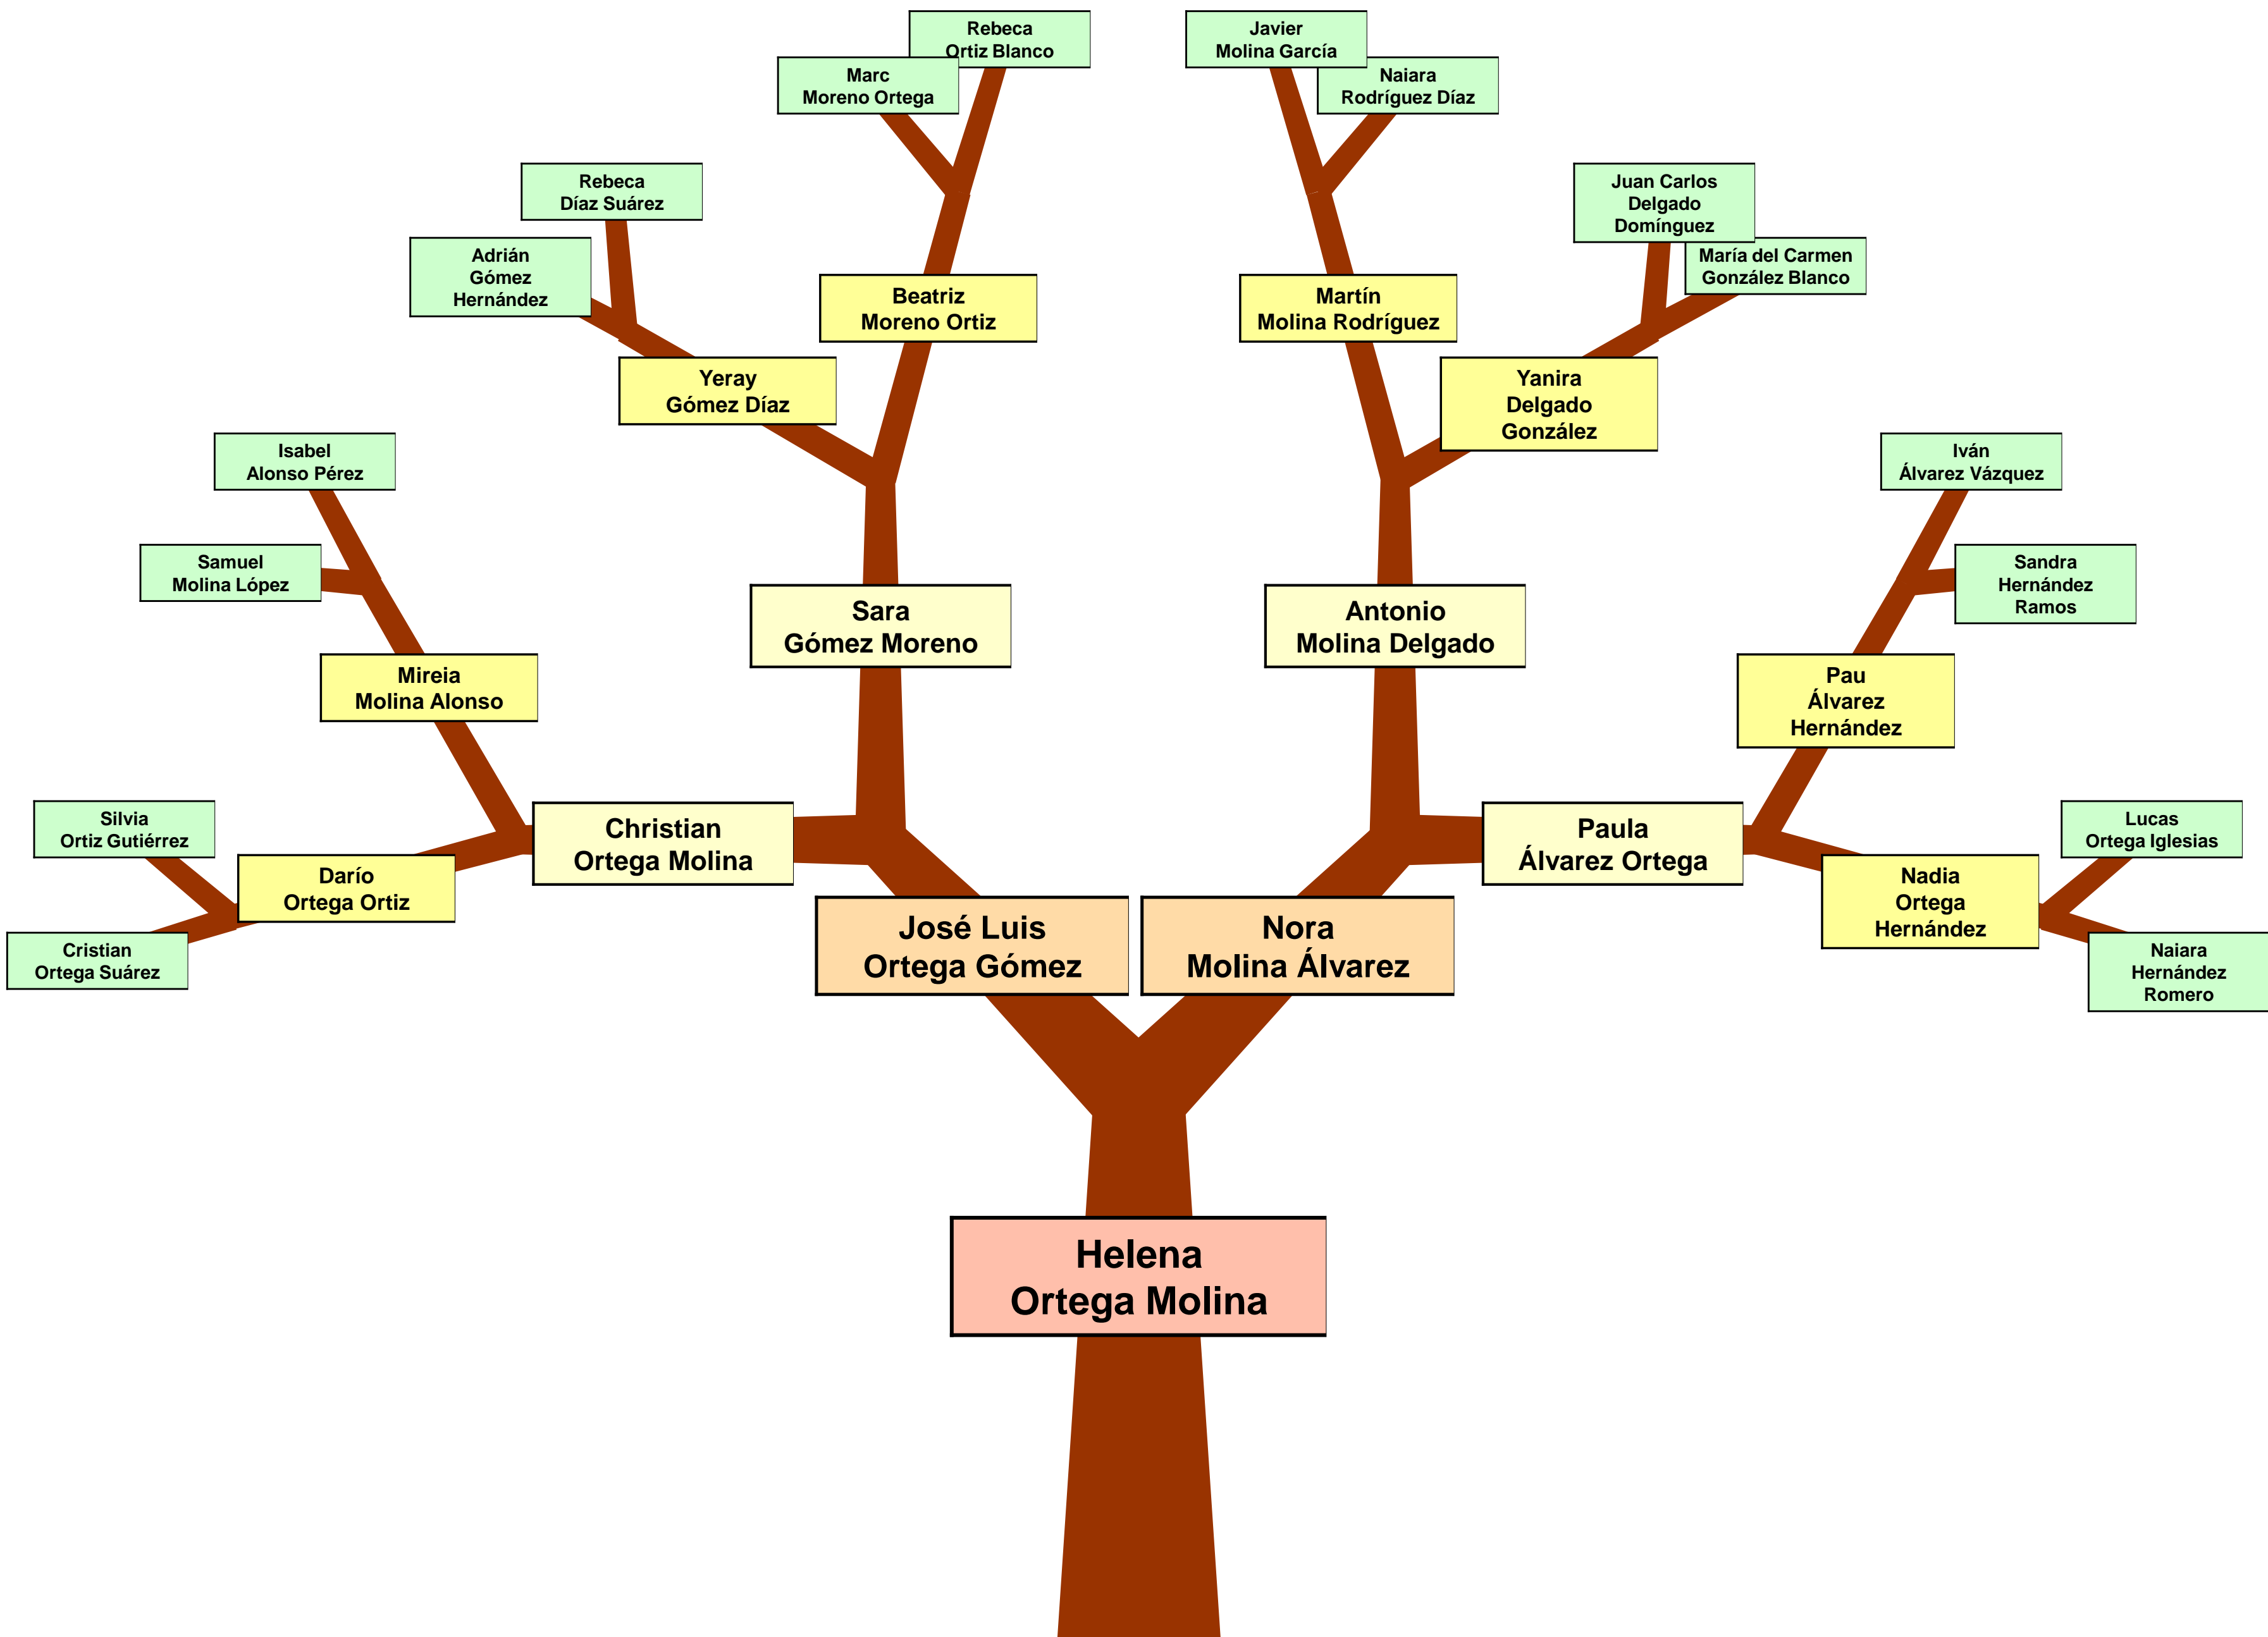 Rebeca
Ortiz Blanco
Javier
Molina García
Marc
Moreno Ortega
Naiara
Rodríguez Díaz
Rebeca
Díaz Suárez
Juan Carlos
Delgado
Domínguez
Adrián
Gómez
Hernández
María del Carmen
González Blanco
Beatriz
Moreno Ortiz
Martín
Molina Rodríguez
Yeray
Gómez Díaz
Yanira
Delgado
González
Isabel
Alonso Pérez
Iván
Álvarez Vázquez
Samuel
Molina López
Sandra
Hernández
Ramos
Sara
Gómez Moreno
Antonio
Molina Delgado
Mireia
Molina Alonso
Pau
Álvarez
Hernández
Silvia
Ortiz Gutiérrez
Christian
Ortega Molina
Paula
Álvarez Ortega
Lucas
Ortega Iglesias
Darío
Ortega Ortiz
Nadia
Ortega
Hernández
Cristian
Ortega Suárez
José Luis
Ortega Gómez
Nora
Molina Álvarez
Naiara
Hernández
Romero
Helena
Ortega Molina